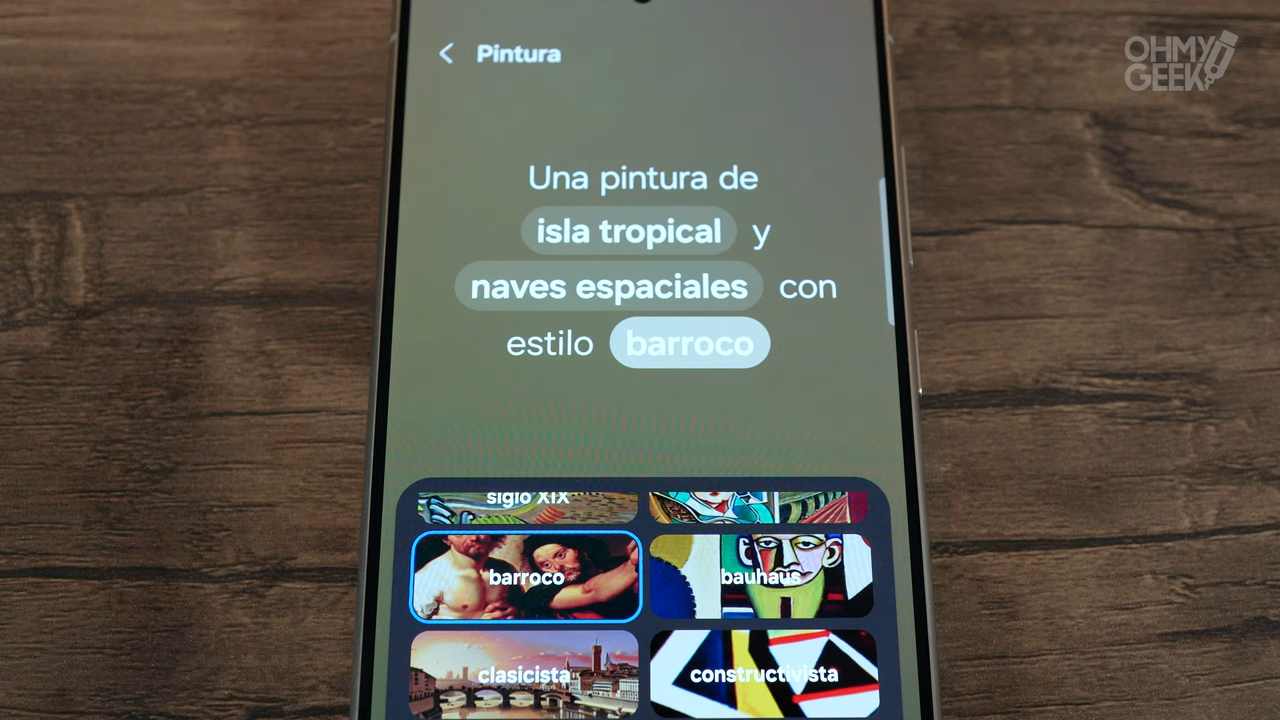 OHMY
GEEK
Pintura
Una pintura de
isla tropical y
naves espaciales con
estilo barroco
siglo XIX
barroco
bauhaus
clasicista
constructivista